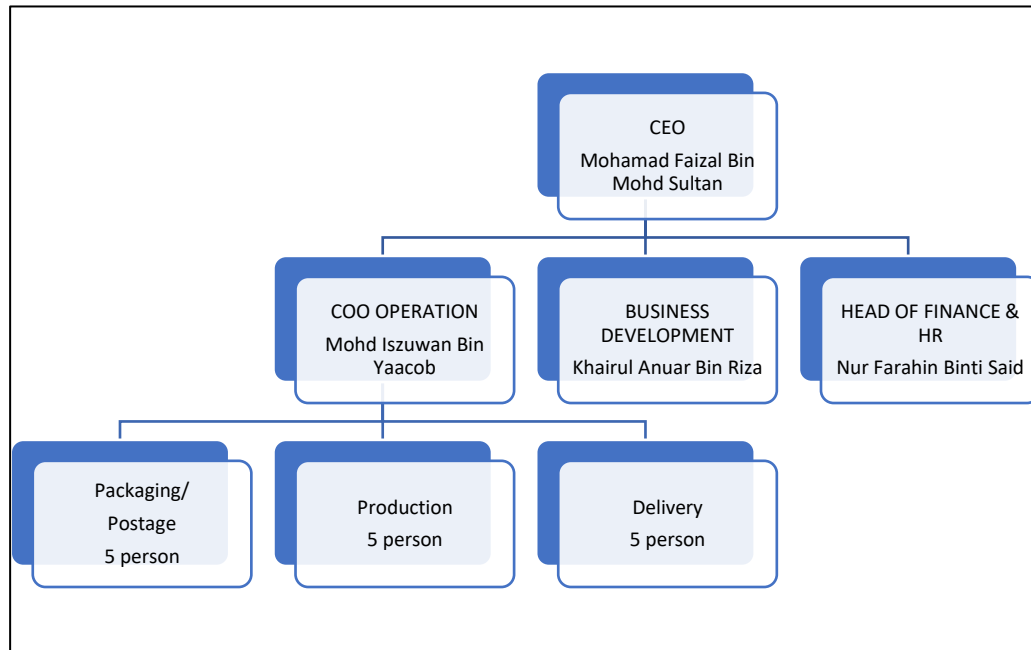 CEO
Mohamad Faizal Bin
Mohd Sultan
COO OPERATION
Mohd Iszuwan Bin
Yaacob
BUSINESS
DEVELOPMENT
Khairul Anuar Bin Riza
HEAD OF FINANCE &
HR
Nur Farahin Binti Said
Packaging/
Postage
5 person
Production
5 person
Delivery
5 person